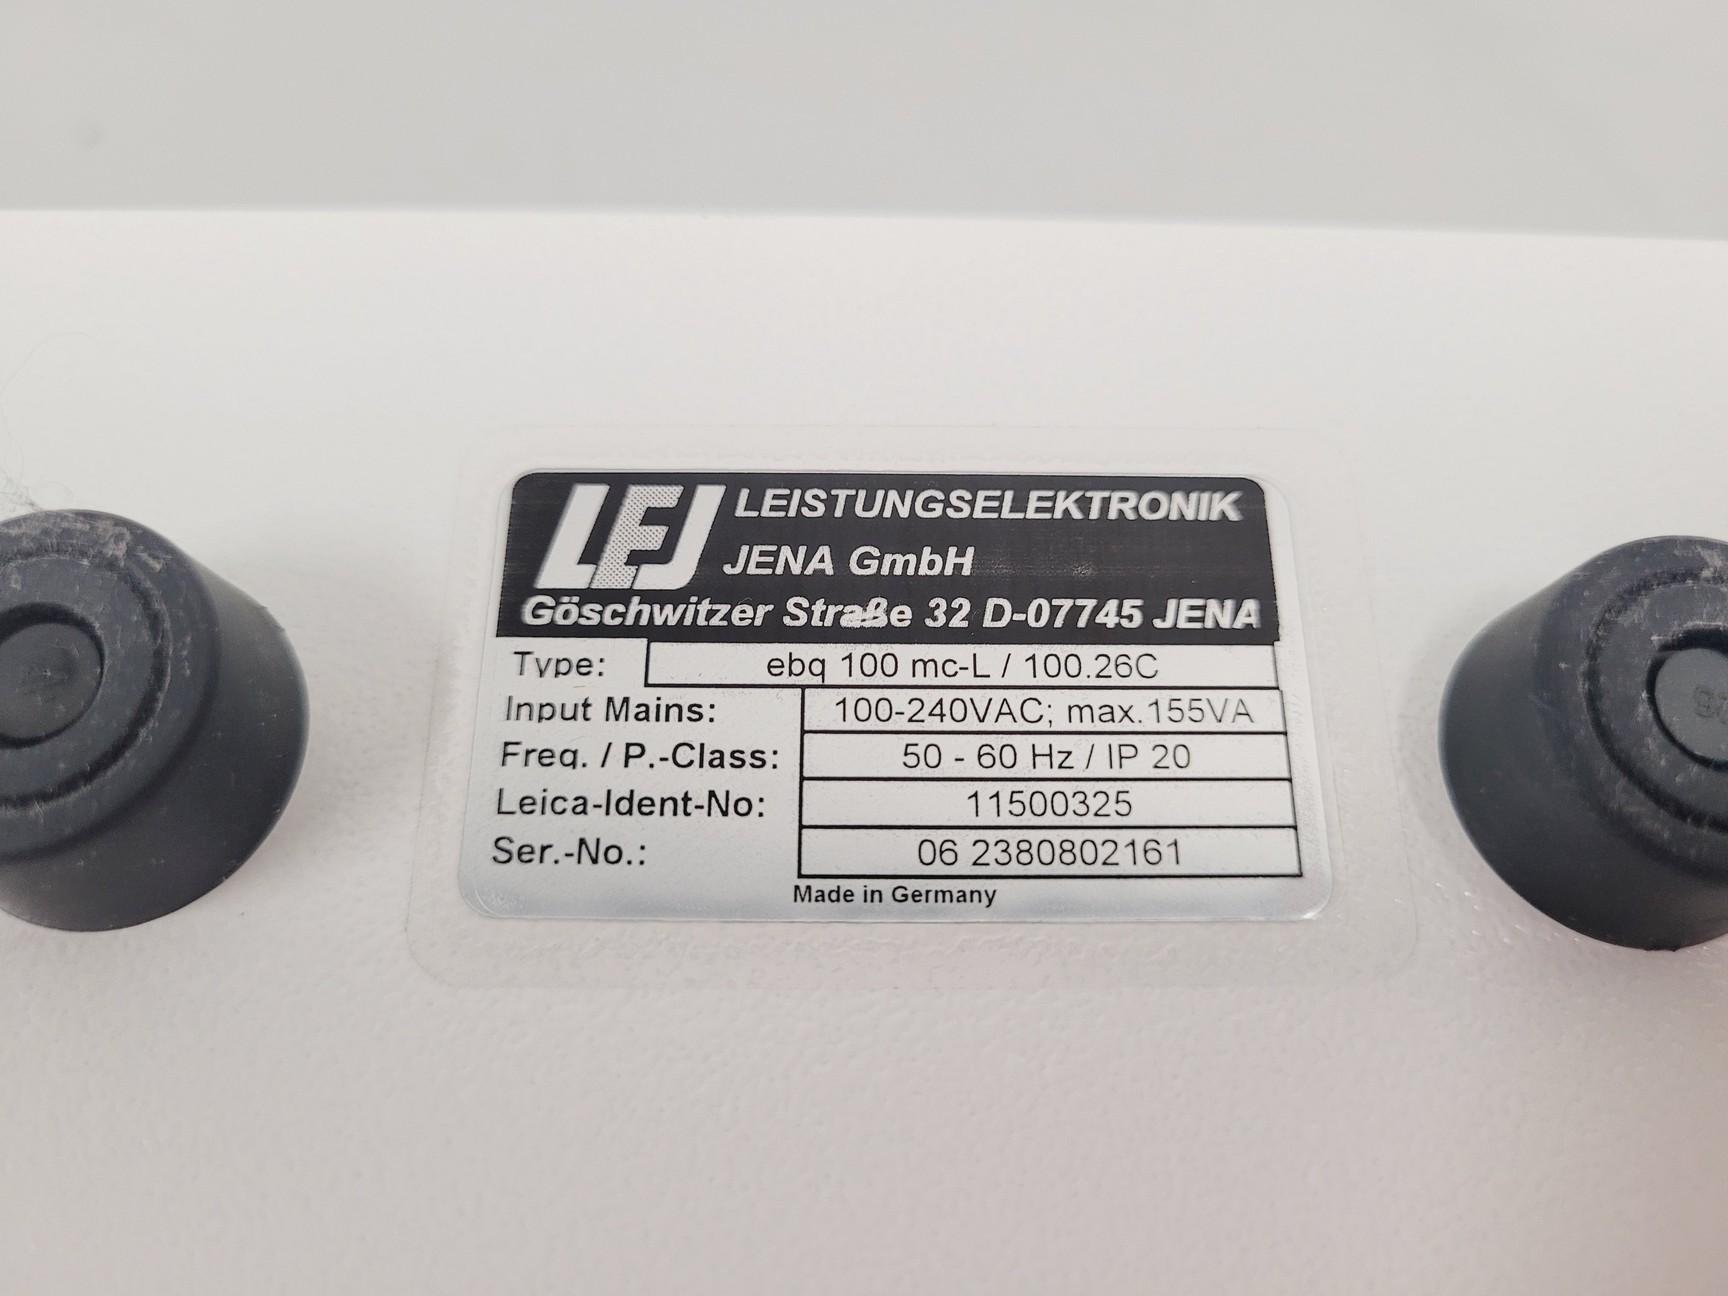 LEJ LEISTUNGSELEKTRONIK
JENA GmbH
Göschwitzer Straße 32 D-07745 JENA
Type: ebq 100 mc-L / 100.26C
Input Mains: 100-240VAC; max.155VA
Freq. / P.-Class: 50 - 60 Hz / IP 20
Leica-Ident-No: 11500325
Ser.-No.: 06 2380802161
Made in Germany